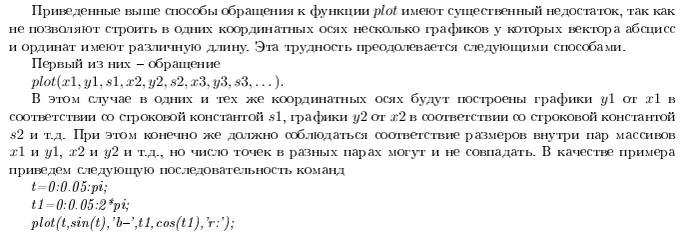 Приведенные выше способы обращения к функции plot имеют существенный недостаток, так как
не позволяют строить в одних координатных осях несколько графиков у которых вектора абсцисс
и ординат имеют различную длину. Эта трудность преодолевается следующими способами.
Первый из них – обращение
plot(x1, y1, s1, x2, y2, s2, x3, y3, s3, . . . ).
В этом случае в одних и тех же координатных осях будут построены графики y1 от x1 в
соответствии со строковой константой s1, графики y2 от x2 в соответствии со строковой константой
s2 и т.д. При этом конечно же должно соблюдаться соответствие размеров внутри пар массивов
x1 и y1, x2 и y2 и т.д., но число точек в разных парах могут и не совпадать. В качестве примера
приведем следующую последовательность команд
t=0:0.05:pi;
t1=0:0.05:2*pi;
plot(t,sin(t),'b–',t1,cos(t1),'r:');